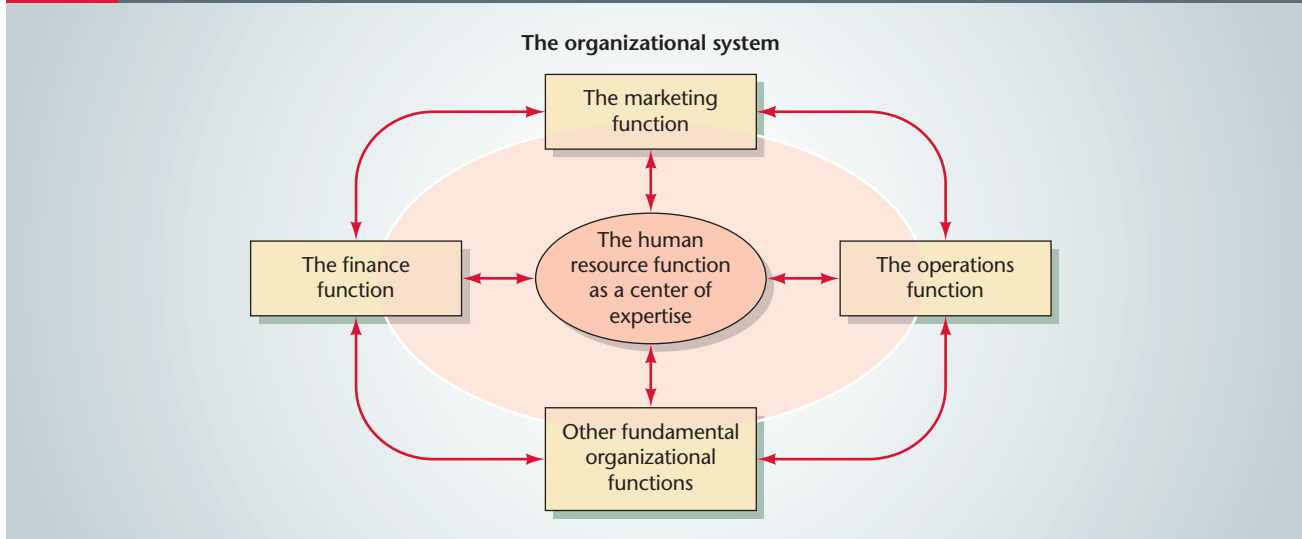 The organizational system
The marketing
function
The finance
function
The human
resource function
as a center of
expertise
The operations
function
Other fundamental
organizational
functions